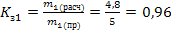 Kз1 = m1(расч) / m1(пр) = 4,8 / 5 = 0,96